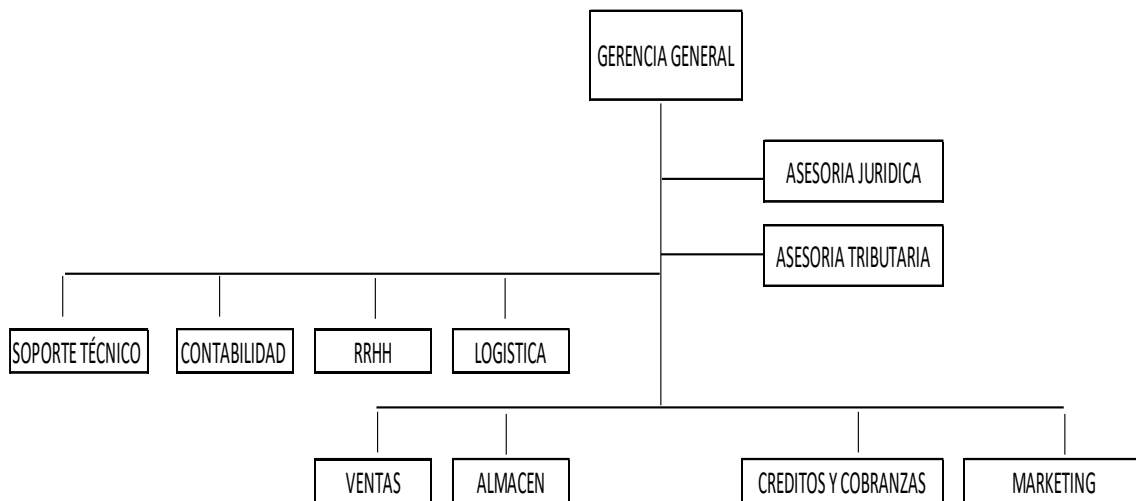 GERENCIA GENERAL
ASESORIA JURIDICA
ASESORIA TRIBUTARIA
SOPORTE TÉCNICO
CONTABILIDAD
RRHH
LOGISTICA
VENTAS
ALMACEN
CREDITOS Y COBRANZAS
MARKETING